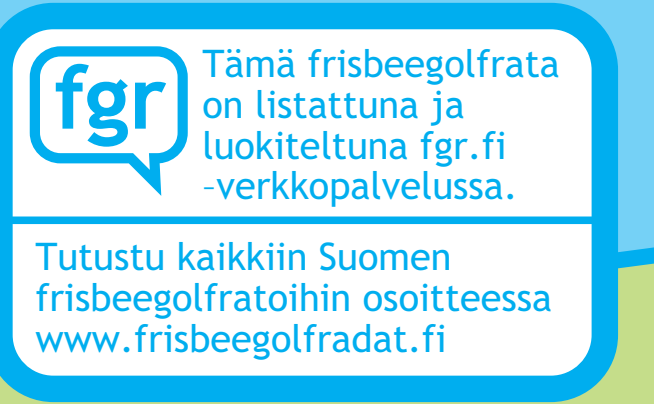 fgr
Tämä frisbeegolfrata
on listattuna ja
luokiteltuna fgr.fi
–verkkopalvelussa.
Tutustu kaikkiin Suomen
frisbeegolfratoihin osoitteessa
www.frisbeegolfradat.fi